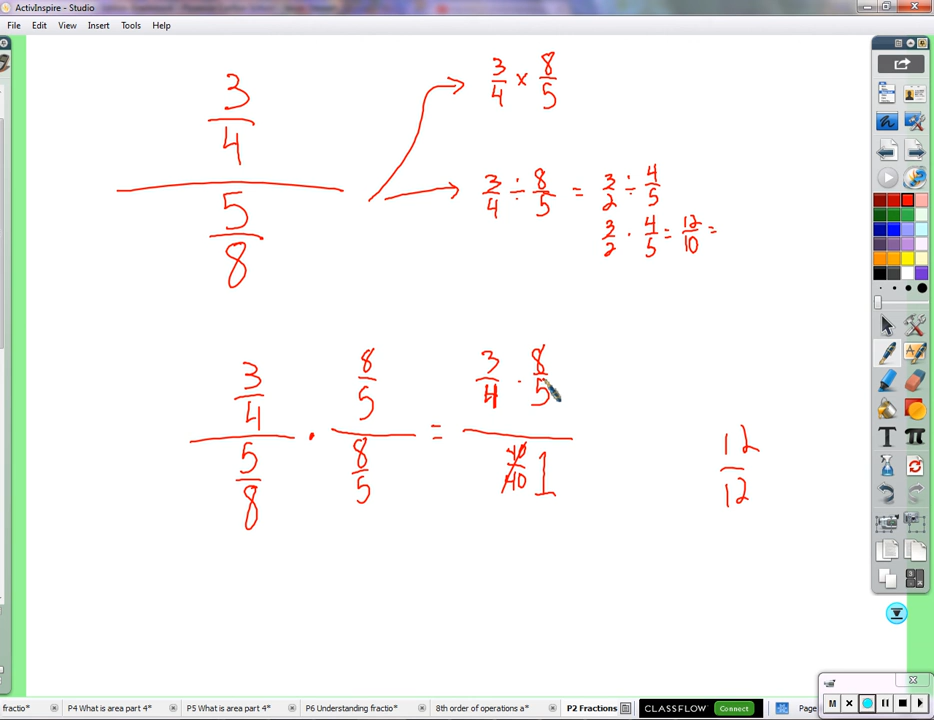 ActivInspire - Studio
File Edit View Insert Tools Help
3/4 / 5/8
3/4 × 8/5
3/4 ÷ 8/5 = 3/2 ÷ 4/5
3/2 · 4/5 = 12/10 =
3/4 / 5/8 · 8/5 / 8/5 = 3/4 · 8/5 / 40/40 1
12/12
fractio* P4 What is area part 4* P5 What is area part 4* P6 Understanding fractio* 8th order of operations a* P2 Fractions CLASSFLOW Connect Page
M